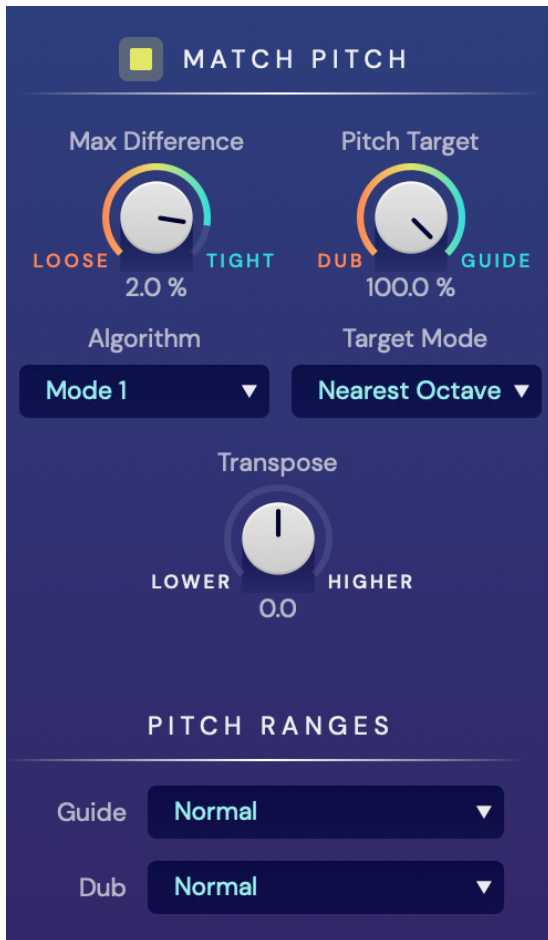 MATCH PITCH
Max Difference Pitch Target
LOOSE TIGHT DUB GUIDE
2.0 % 100.0 %
Algorithm Target Mode
Mode 1 Nearest Octave
Transpose
LOWER HIGHER
0.0
PITCH RANGES
Guide Normal
Dub Normal